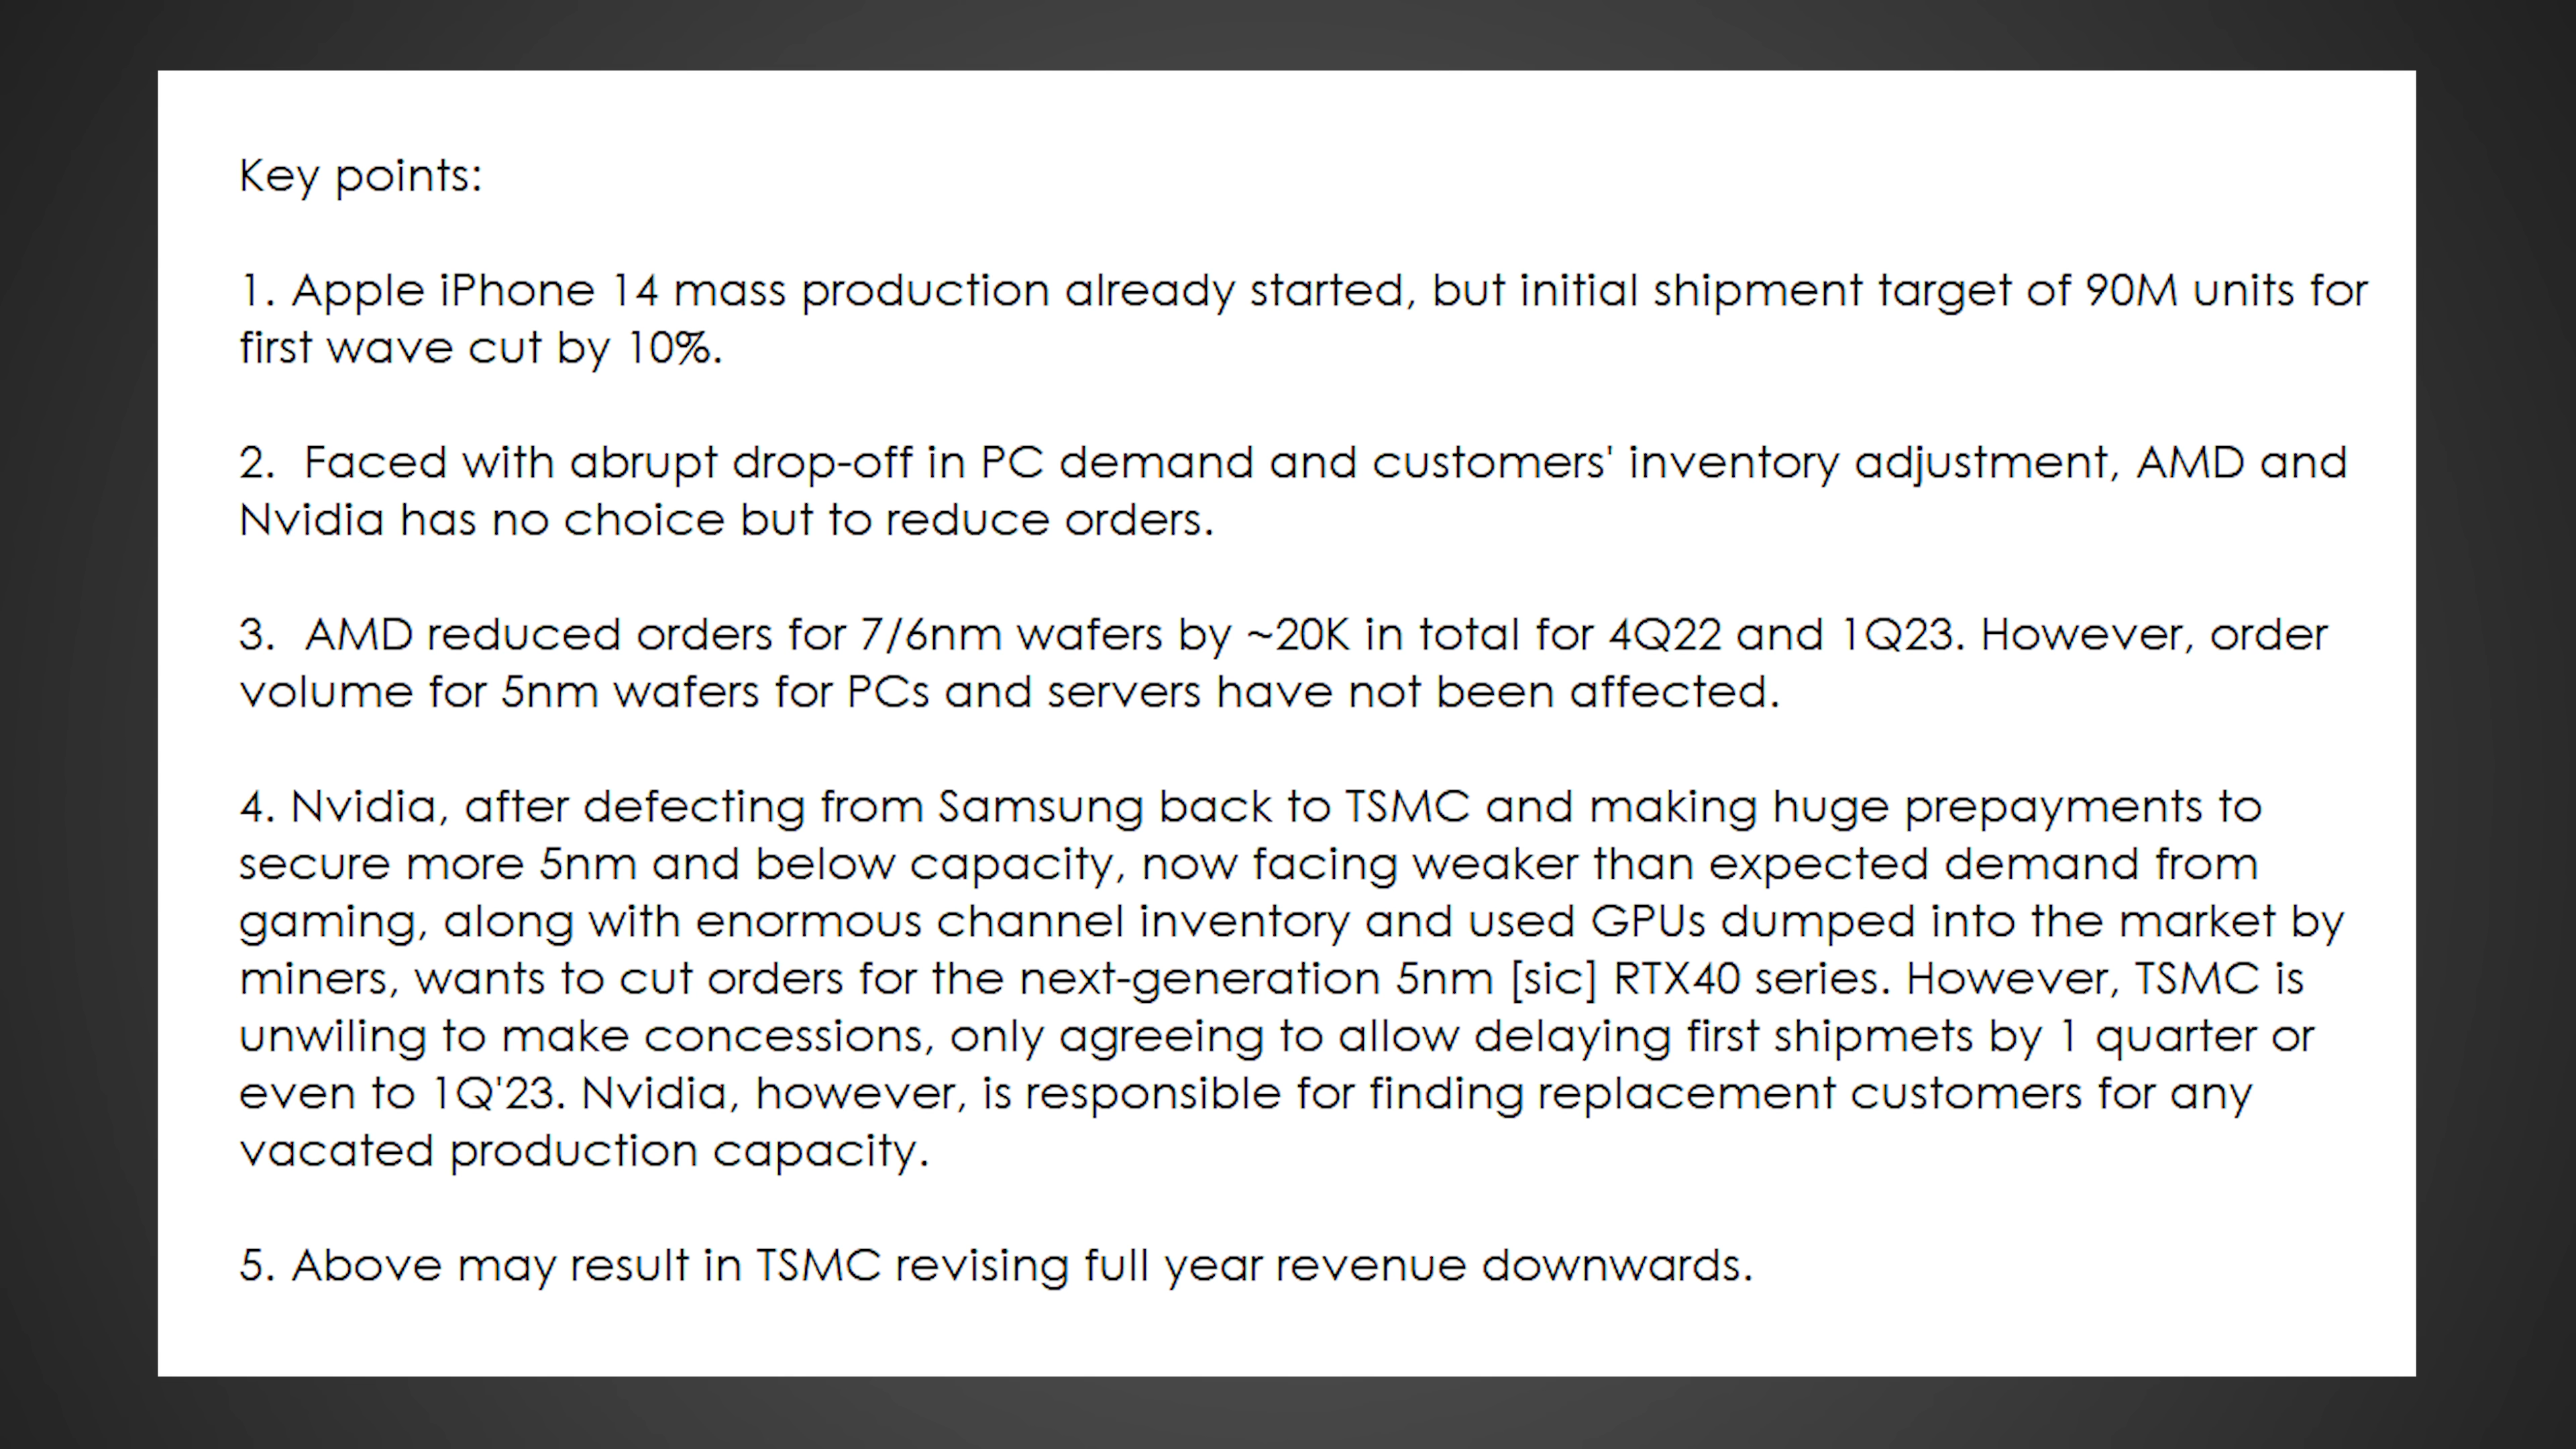 Key points:
1. Apple iPhone 14 mass production already started, but initial shipment target of 90M units for
first wave cut by 10%.
2.  Faced with abrupt drop-off in PC demand and customers' inventory adjustment, AMD and
Nvidia has no choice but to reduce orders.
3.  AMD reduced orders for 7/6nm wafers by ~20K in total for 4Q22 and 1Q23. However, order
volume for 5nm wafers for PCs and servers have not been affected.
4. Nvidia, after defecting from Samsung back to TSMC and making huge prepayments to
secure more 5nm and below capacity, now facing weaker than expected demand from
gaming, along with enormous channel inventory and used GPUs dumped into the market by
miners, wants to cut orders for the next-generation 5nm [sic] RTX40 series. However, TSMC is
unwiling to make concessions, only agreeing to allow delaying first shipmets by 1 quarter or
even to 1Q'23. Nvidia, however, is responsible for finding replacement customers for any
vacated production capacity.
5. Above may result in TSMC revising full year revenue downwards.